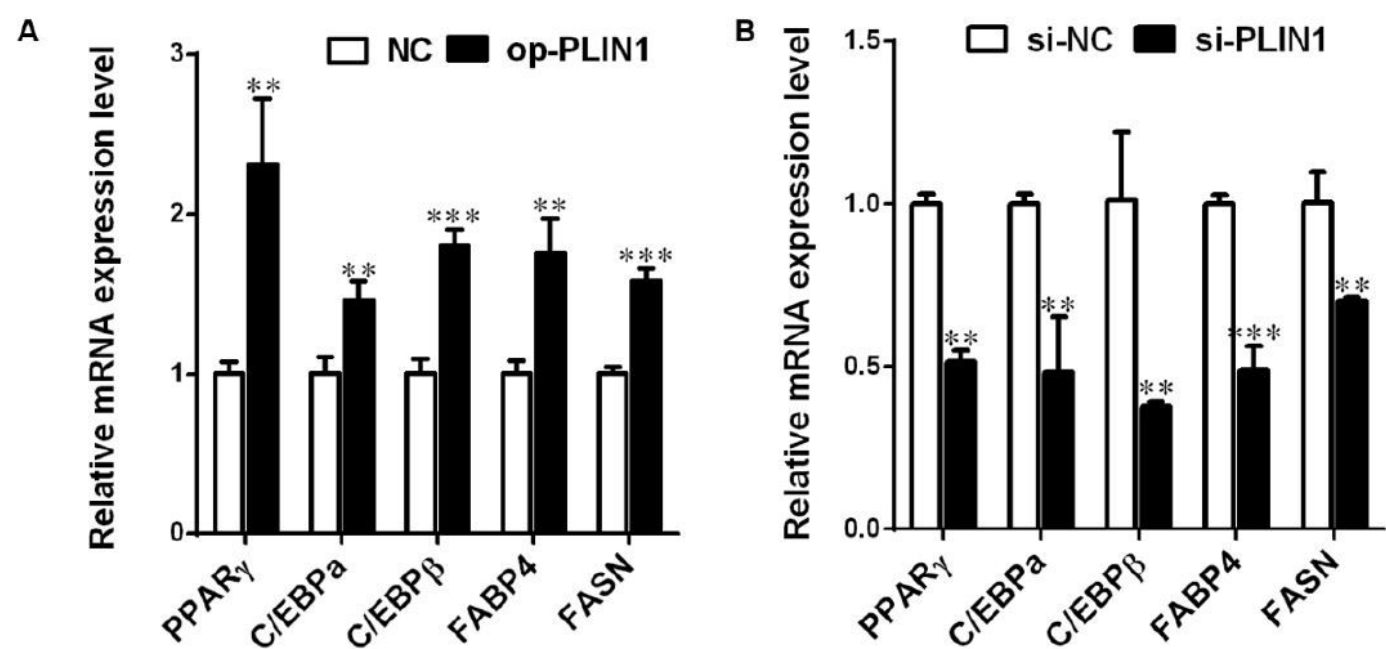 A
NC op-PLIN1
Relative mRNA expression level
3
2
1
0
**
**
***
**
***
PPARγ
C/EBPa
C/EBPβ
FABP4
FASN
B
si-NC si-PLIN1
Relative mRNA expression level
1.5
1.0
0.5
0.0
**
**
**
***
**
PPARγ
C/EBPa
C/EBPβ
FABP4
FASN